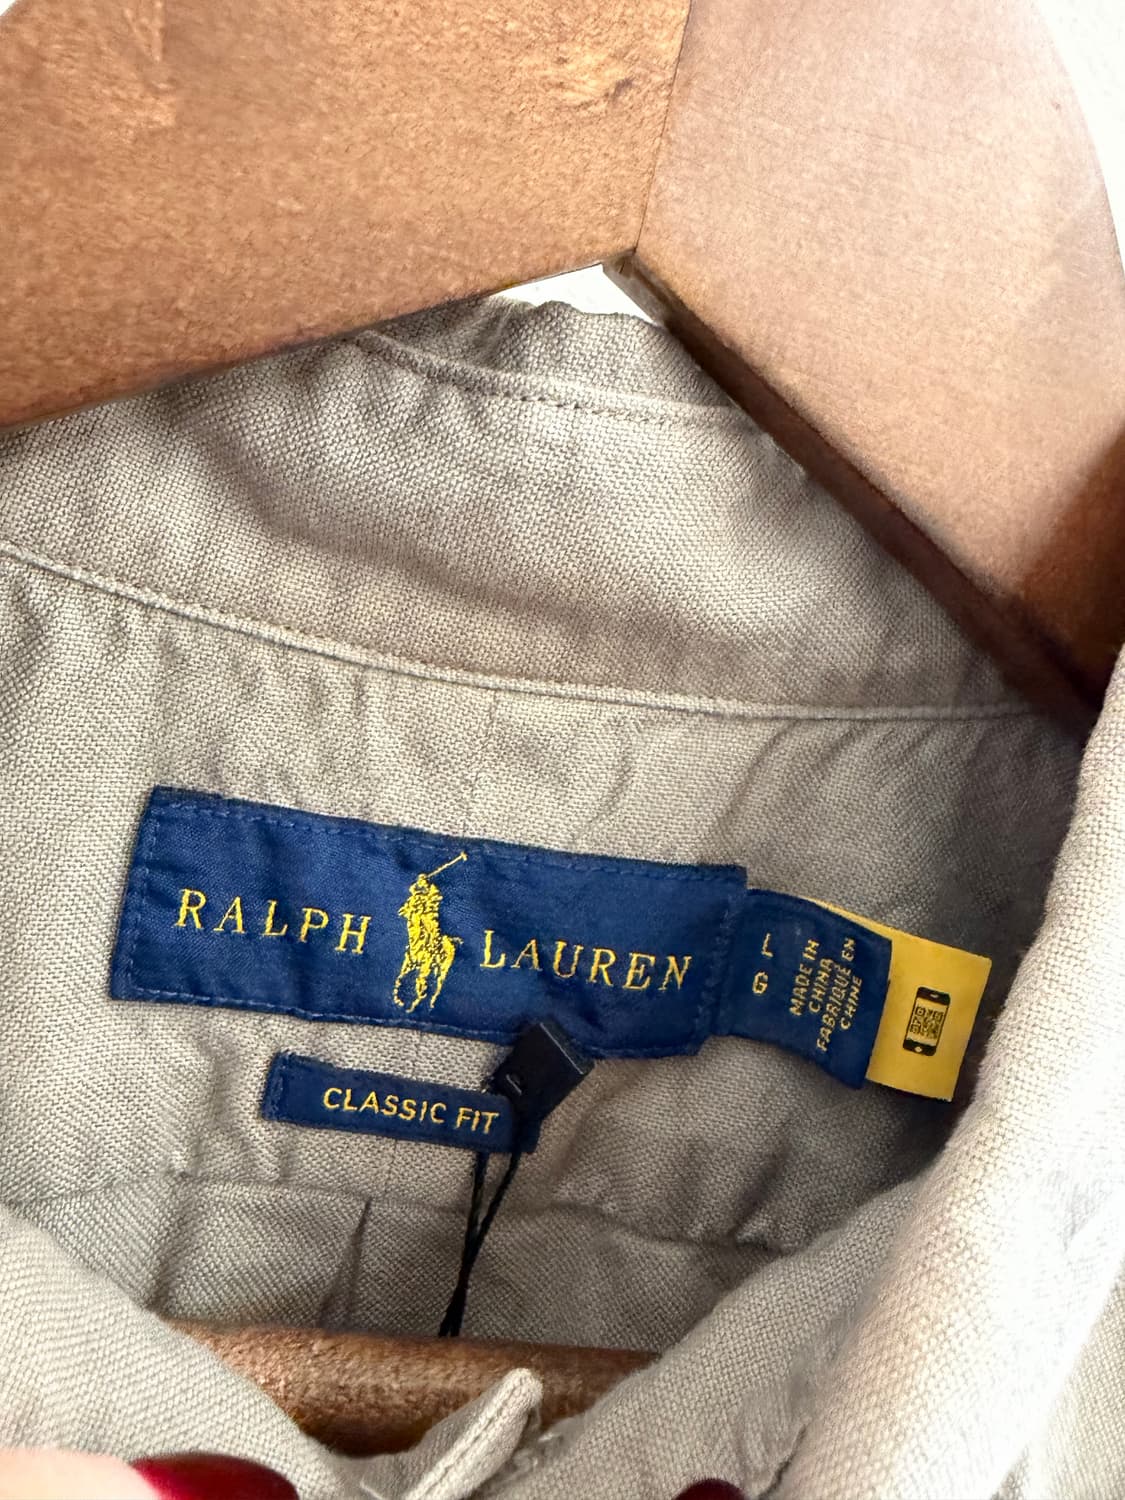 RALPH LAUREN
L
G
MADE IN
CHINA
FABRIQUÉ EN
CHINE
CLASSIC FIT